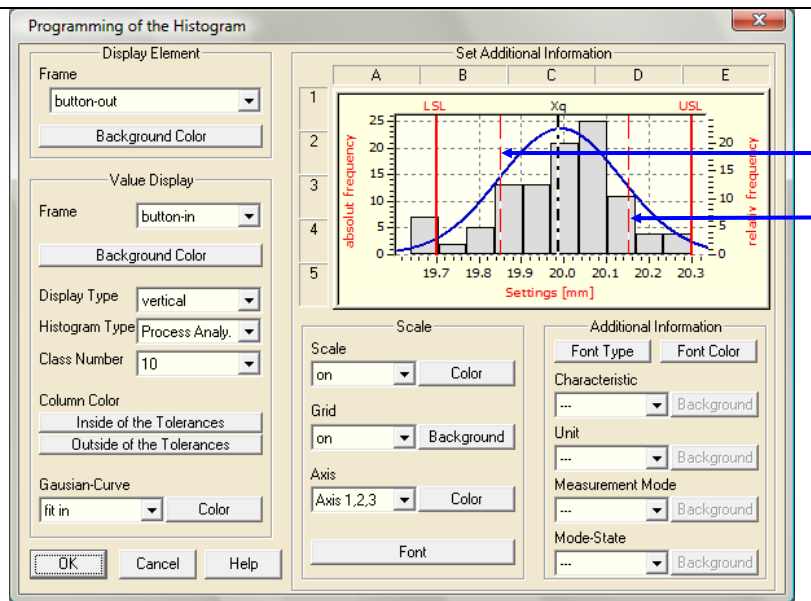 Programming of the Histogram
Display Element
Frame
button-out
Background Color
Value Display
Frame
button-in
Background Color
Display Type
vertical
Histogram Type
Process Analy.
Class Number
10
Column Color
Inside of the Tolerances
Outside of the Tolerances
Gaussian-Curve
fit in
Color
OK
Cancel
Help
Set Additional Information
A B C D E
1
2
3
4
5
LSL Xq USL
absolut frequency
25
20
15
10
5
0
20
15
10
5
0
relativ frequency
19.7 19.8 19.9 20.0 20.1 20.2 20.3
Settings [mm]
Scale
Scale
on
Color
Grid
on
Background
Axis
Axis 1,2,3
Color
Font
Additional Information
Font Type
Font Color
Characteristic
---
Background
Unit
---
Background
Measurement Mode
---
Background
Mode-State
---
Background